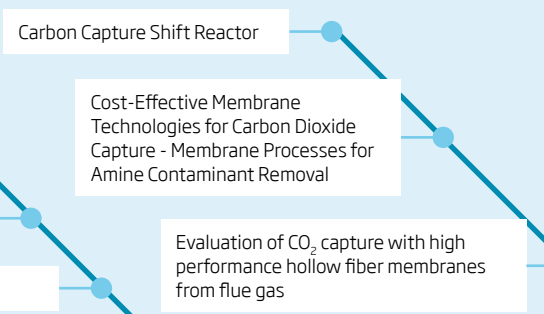 Carbon Capture Shift Reactor
Cost-Effective Membrane
Technologies for Carbon Dioxide
Capture - Membrane Processes for
Amine Contaminant Removal
Evaluation of CO₂ capture with high
performance hollow fiber membranes
from flue gas